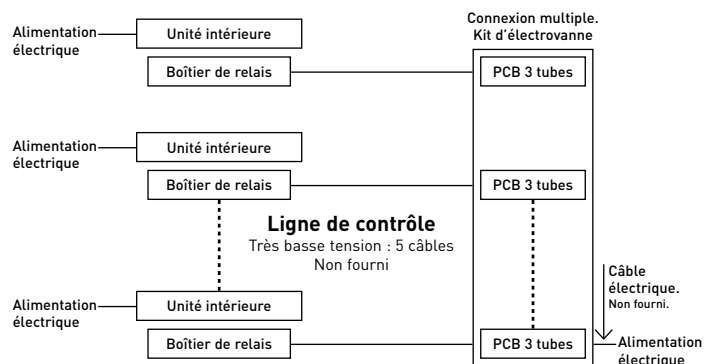 Connexion multiple.
Kit d'électrovanne
Alimentation
électrique
Unité intérieure
Boîtier de relais
PCB 3 tubes
Alimentation
électrique
Unité intérieure
Boîtier de relais
PCB 3 tubes
Ligne de contrôle
Très basse tension : 5 câbles
Non fourni
Câble
électrique.
Non fourni.
Alimentation
électrique
Unité intérieure
Boîtier de relais
PCB 3 tubes
Alimentation
électrique